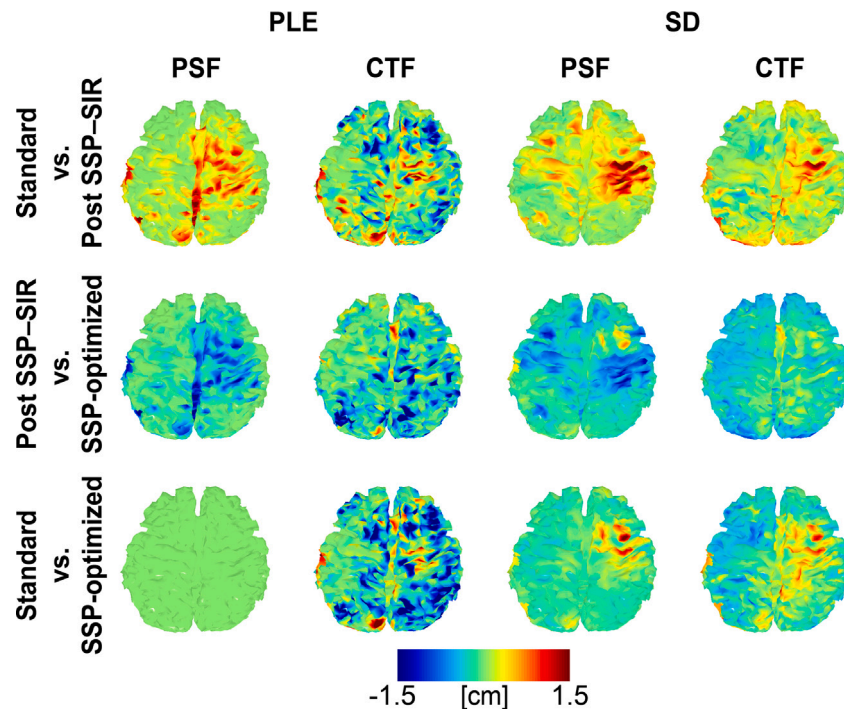 PLE SD
PSF CTF PSF CTF
Standard
vs.
Post SSP–SIR
Post SSP–SIR
vs.
SSP-optimized
Standard
vs.
SSP-optimized
-1.5 [cm] 1.5